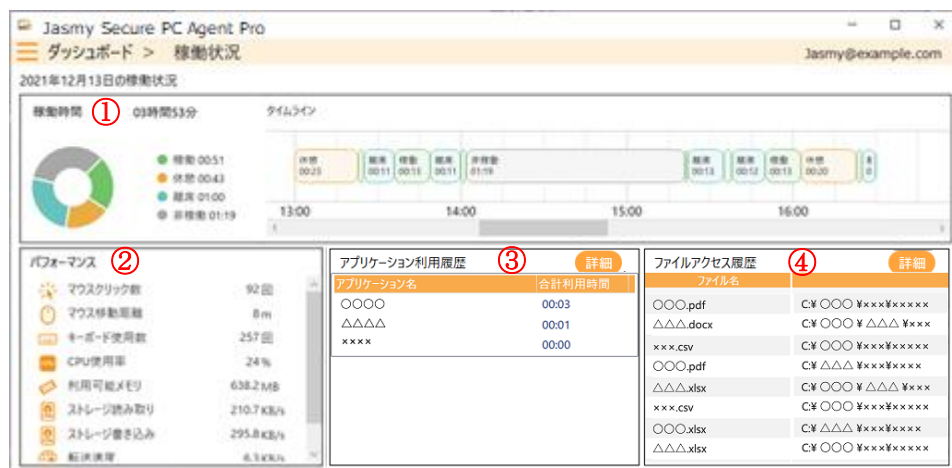 Jasmy Secure PC Agent Pro
ダッシュボード > 稼働状況
Jasmy@example.com
2021年12月13日の稼働状況
稼働時間 ① 03時間53分
稼働 00:51
休憩 00:43
離席 01:00
非稼働 01:19
タイムライン
休憩 離席 稼働 離席 非稼働 離席 離席 稼働 休憩
00:23 00:11 00:13 00:11 01:19 00:13 00:12 00:13 00:20
13:00 14:00 15:00 16:00
パフォーマンス ②
マウスクリック数 92回
マウス移動距離 8m
キーボード使用数 257回
CPU使用率 24%
利用可能メモリ 638.2MB
ストレージ読み取り 210.7KB/s
ストレージ書き込み 295.8KB/s
転送速度 6.3KB/s
アプリケーション利用履歴 ③ 詳細
アプリケーション名 合計利用時間
○○○○ 00:03
△△△△ 00:01
×××× 00:00
ファイルアクセス履歴 ④ 詳細
ファイル名
○○○.pdf C:¥ ○○○ ¥×××¥×××××
△△△.docx C:¥ ○○○ ¥ △△△ ¥×××
×××.csv C:¥ ○○○ ¥×××¥×××××
○○○.pdf C:¥ △△△ ¥×××¥××××
△△△.xlsx C:¥ ○○○ ¥ △△△ ¥×××
×××.csv C:¥ ○○○ ¥×××¥×××××
○○○.xlsx C:¥ △△△ ¥×××¥××××
△△△.xlsx C:¥ ○○○ ¥×××¥×××××